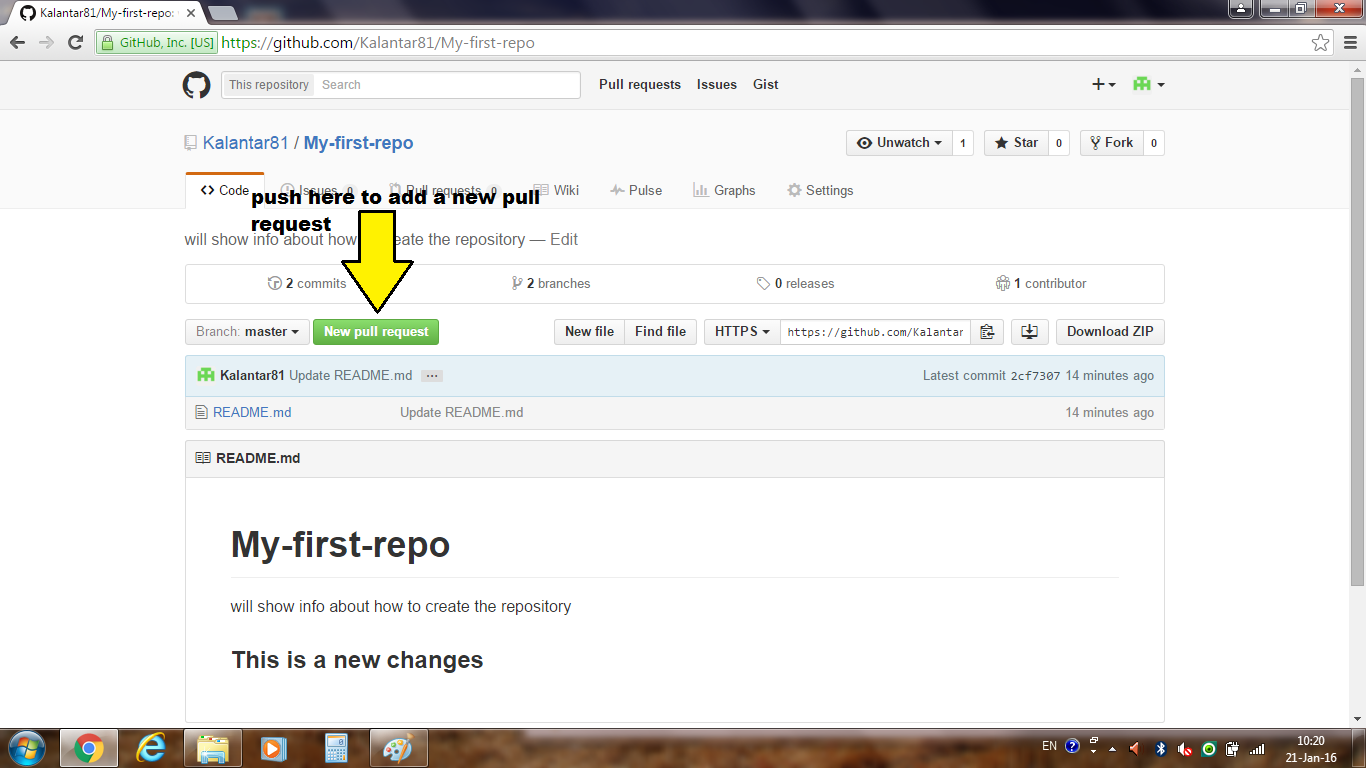 Kalantar81/My-first-repo:
GitHub, Inc. [US] https://github.com/Kalantar81/My-first-repo
This repository Search Pull requests Issues Gist
Kalantar81 / My-first-repo Unwatch 1 Star 0 Fork 0
Code Issues 0 Pull requests 0 Wiki Pulse Graphs Settings
push here to add a new pull
request
will show info about how create the repository — Edit
2 commits 2 branches 0 releases 1 contributor
Branch: master New pull request New file Find file HTTPS https://github.com/Kalantar Download ZIP
Kalantar81 Update README.md ... Latest commit 2cf7307 14 minutes ago
README.md Update README.md 14 minutes ago
README.md
My-first-repo
will show info about how to create the repository
This is a new changes
EN 10:20
21-Jan-16